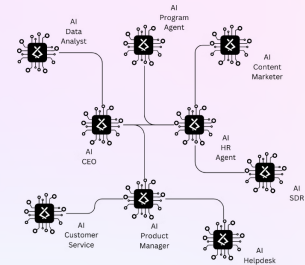 AI
Data
Analyst
AI
Program
Agent
AI
Content
Marketer
AI
CEO
AI
HR
Agent
AI
SDR
AI
Customer
Service
AI
Product
Manager
AI
Helpdesk